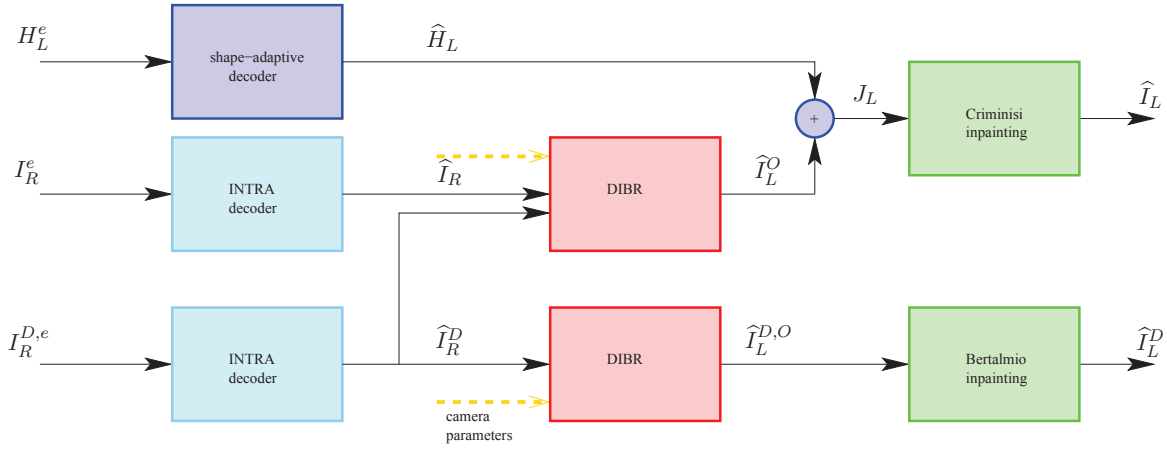 H_L^e
shape−adaptive
decoder
Ĥ_L
+
J_L
Criminisi
inpainting
Î_L
I_R^e
INTRA
decoder
Î_R
DIBR
Î_L^O
I_R^{D,e}
INTRA
decoder
Î_R^D
DIBR
Î_L^{D,O}
Bertalmio
inpainting
Î_L^D
camera
parameters